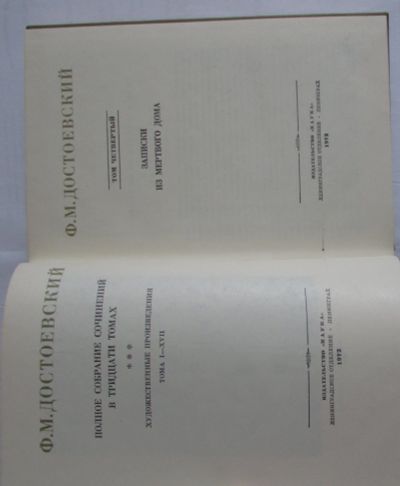 Ф. М. ДОСТОЕВСКИЙ
ПОЛНОЕ СОБРАНИЕ СОЧИНЕНИЙ
В ТРИДЦАТИ ТОМАХ
* * *
ХУДОЖЕСТВЕННЫЕ ПРОИЗВЕДЕНИЯ
ТОМА I—XVII
ИЗДАТЕЛЬСТВО «НАУКА»
ЛЕНИНГРАДСКОЕ ОТДЕЛЕНИЕ · ЛЕНИНГРАД
1972
Ф. М. ДОСТОЕВСКИЙ
ТОМ ЧЕТВЕРТЫЙ
ЗАПИСКИ
ИЗ МЕРТВОГО ДОМА
ИЗДАТЕЛЬСТВО «НАУКА»
ЛЕНИНГРАДСКОЕ ОТДЕЛЕНИЕ · ЛЕНИНГРАД
1972